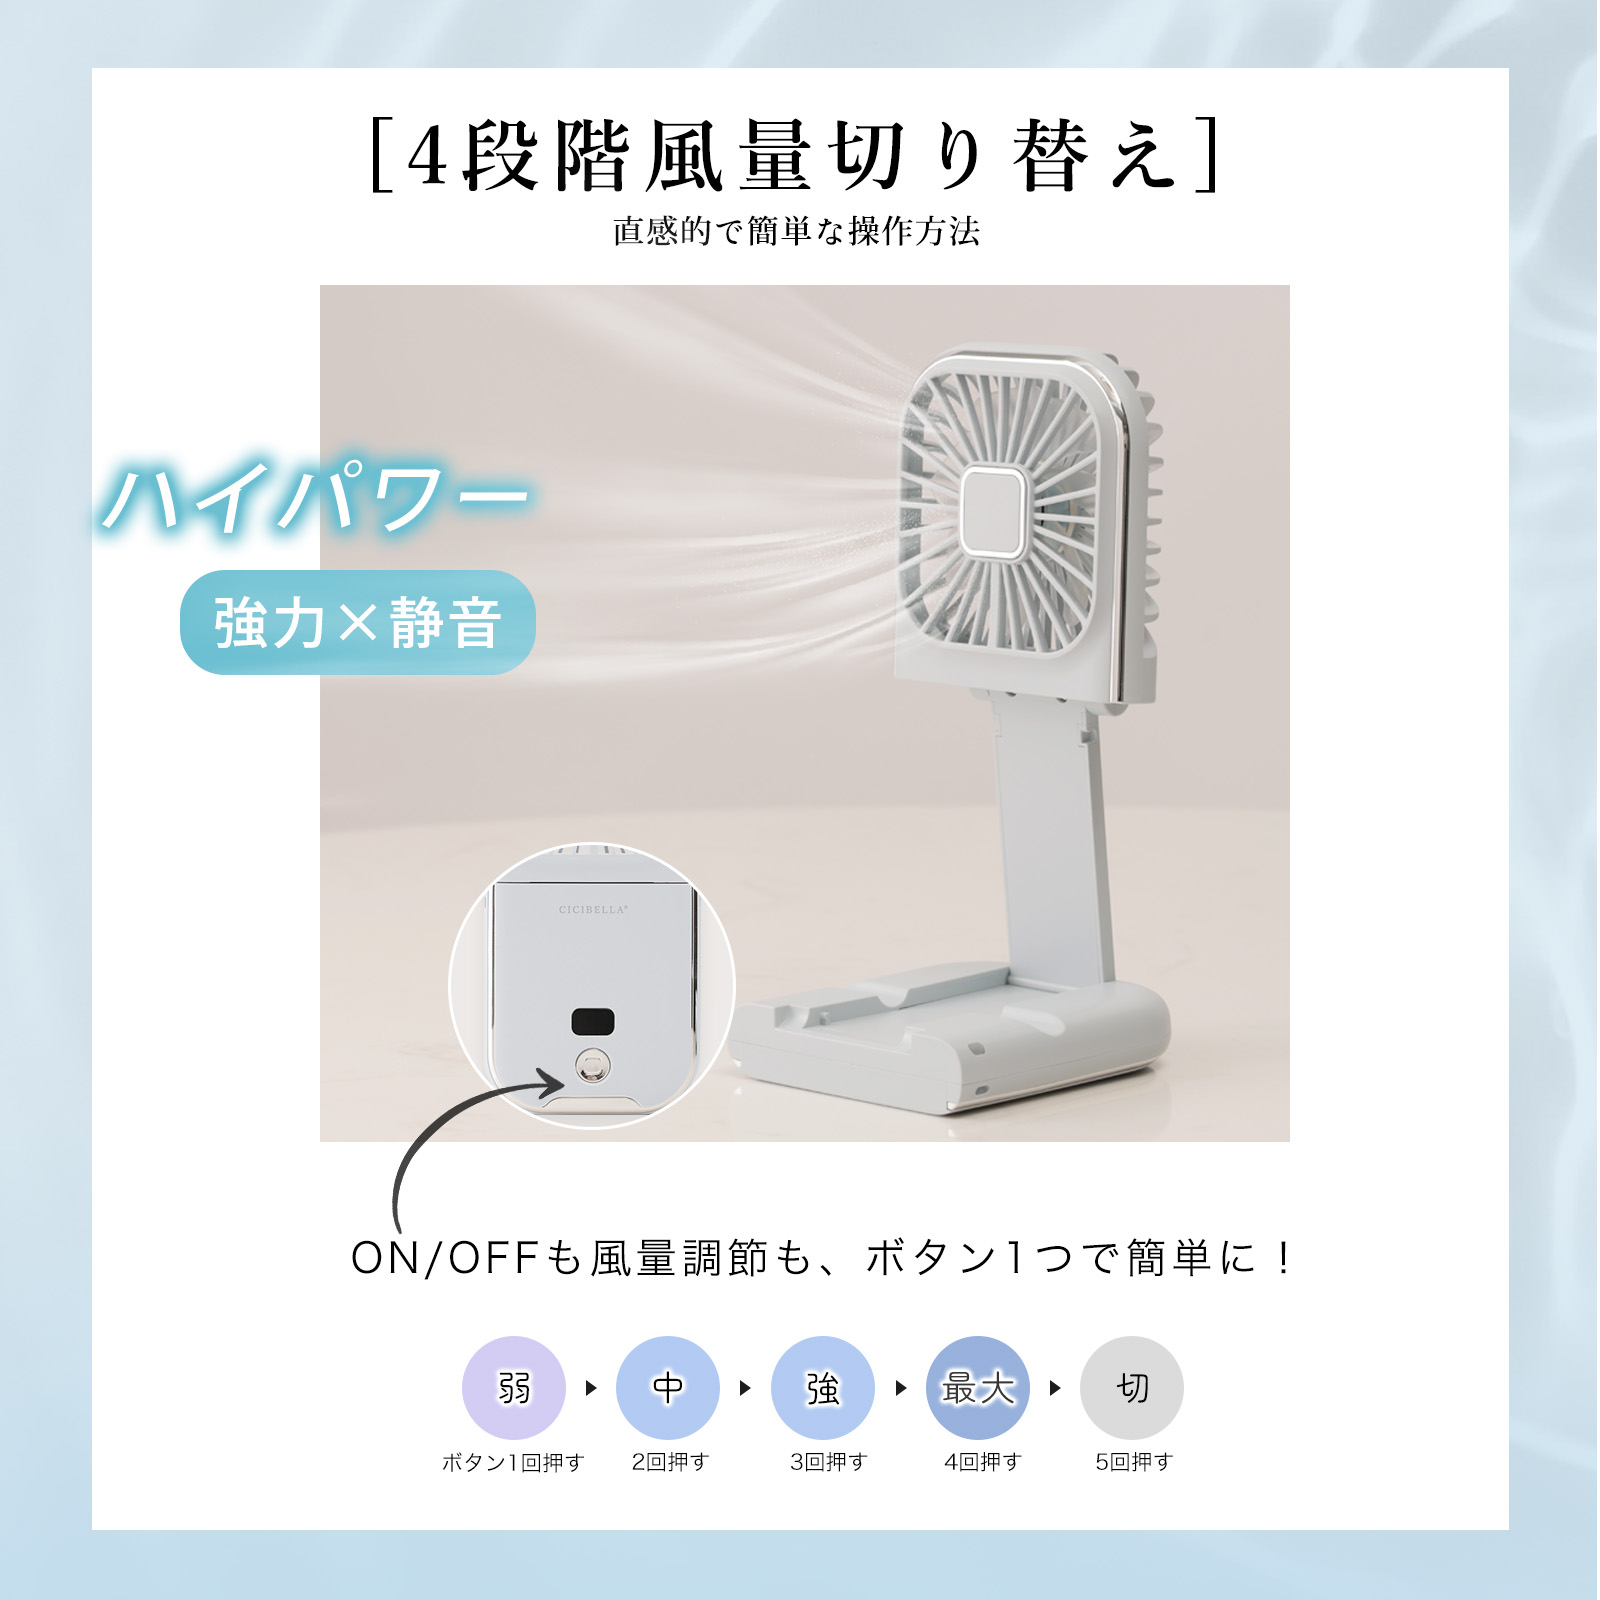 [4段階風量切り替え]
直感的で簡単な操作方法
ハイパワー
強力×静音
CICIBELLA®
ON/OFFも風量調節も、ボタン1つで簡単に！
弱 中 強 最大 切
ボタン1回押す 2回押す 3回押す 4回押す 5回押す